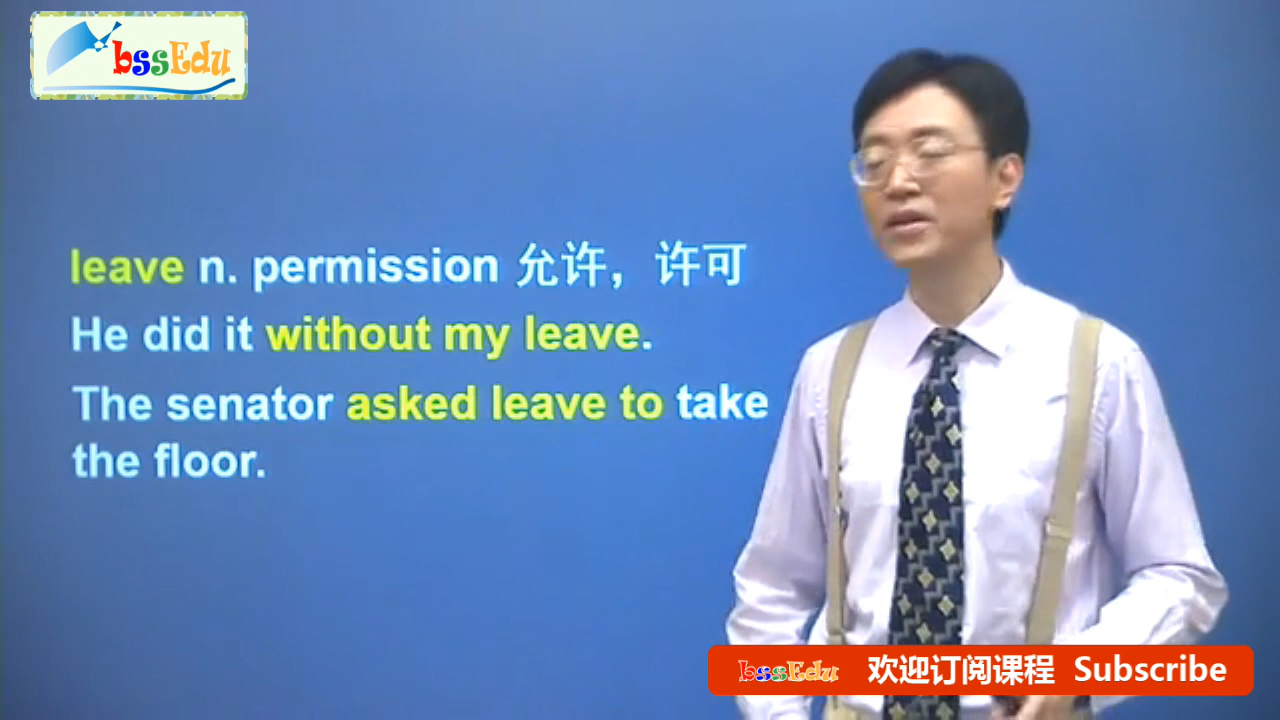 bssEdu
leave n. permission 允许，许可
He did it without my leave.
The senator asked leave to take
the floor.
bssEdu 欢迎订阅课程 Subscribe